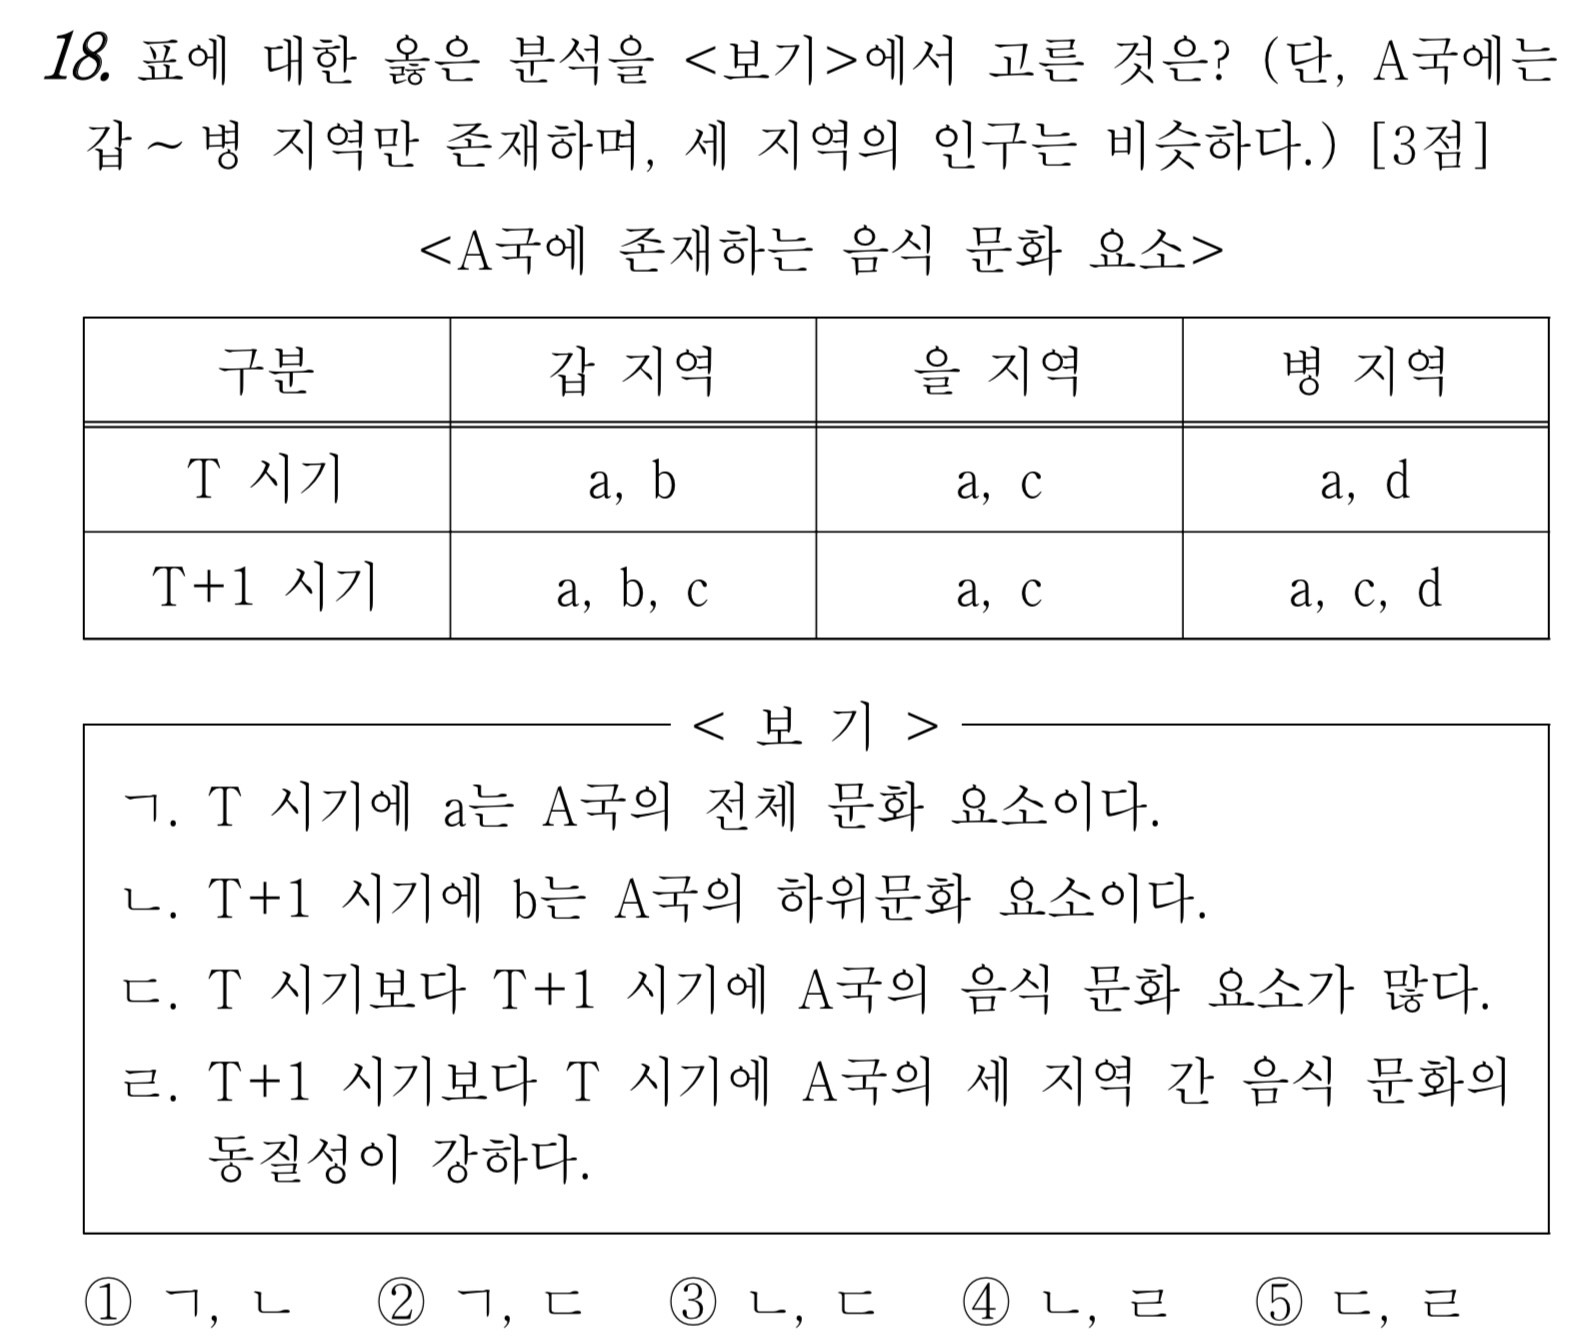 18. 표에 대한 옳은 분석을 <보기>에서 고른 것은? (단, A국에는
갑 ~ 병 지역만 존재하며, 세 지역의 인구는 비슷하다.) [3점]
<A국에 존재하는 음식 문화 요소>
구분 갑 지역 을 지역 병 지역
T 시기 a, b a, c a, d
T+1 시기 a, b, c a, c a, c, d
< 보 기 >
ㄱ. T 시기에 a는 A국의 전체 문화 요소이다.
ㄴ. T+1 시기에 b는 A국의 하위문화 요소이다.
ㄷ. T 시기보다 T+1 시기에 A국의 음식 문화 요소가 많다.
ㄹ. T+1 시기보다 T 시기에 A국의 세 지역 간 음식 문화의
동질성이 강하다.
① ㄱ, ㄴ ② ㄱ, ㄷ ③ ㄴ, ㄷ ④ ㄴ, ㄹ ⑤ ㄷ, ㄹ